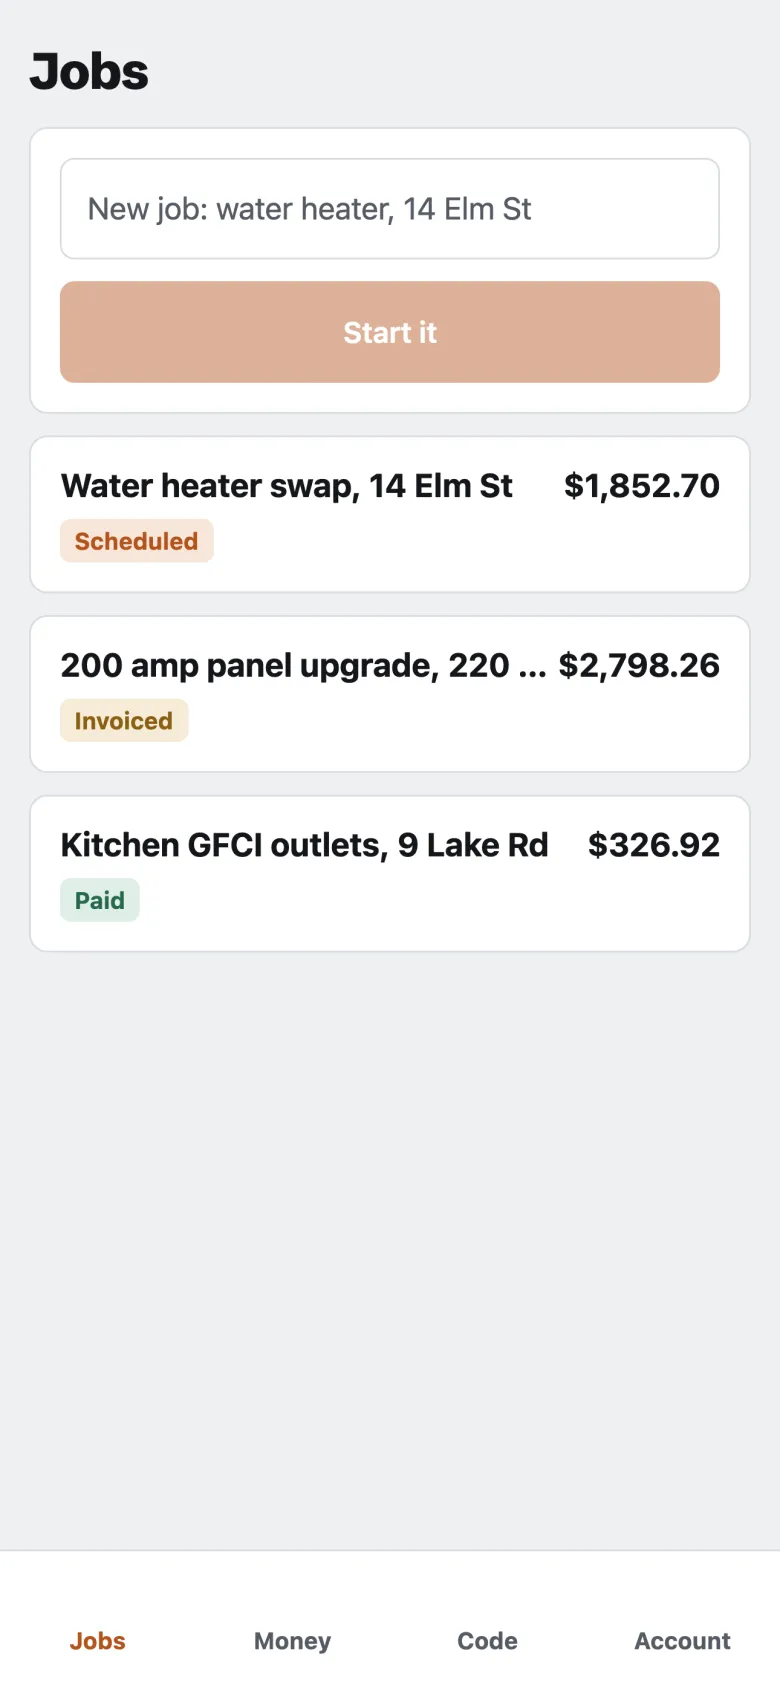 Jobs
New job: water heater, 14 Elm St
Start it
Water heater swap, 14 Elm St $1,852.70
Scheduled
200 amp panel upgrade, 220 ... $2,798.26
Invoiced
Kitchen GFCI outlets, 9 Lake Rd $326.92
Paid
Jobs Money Code Account